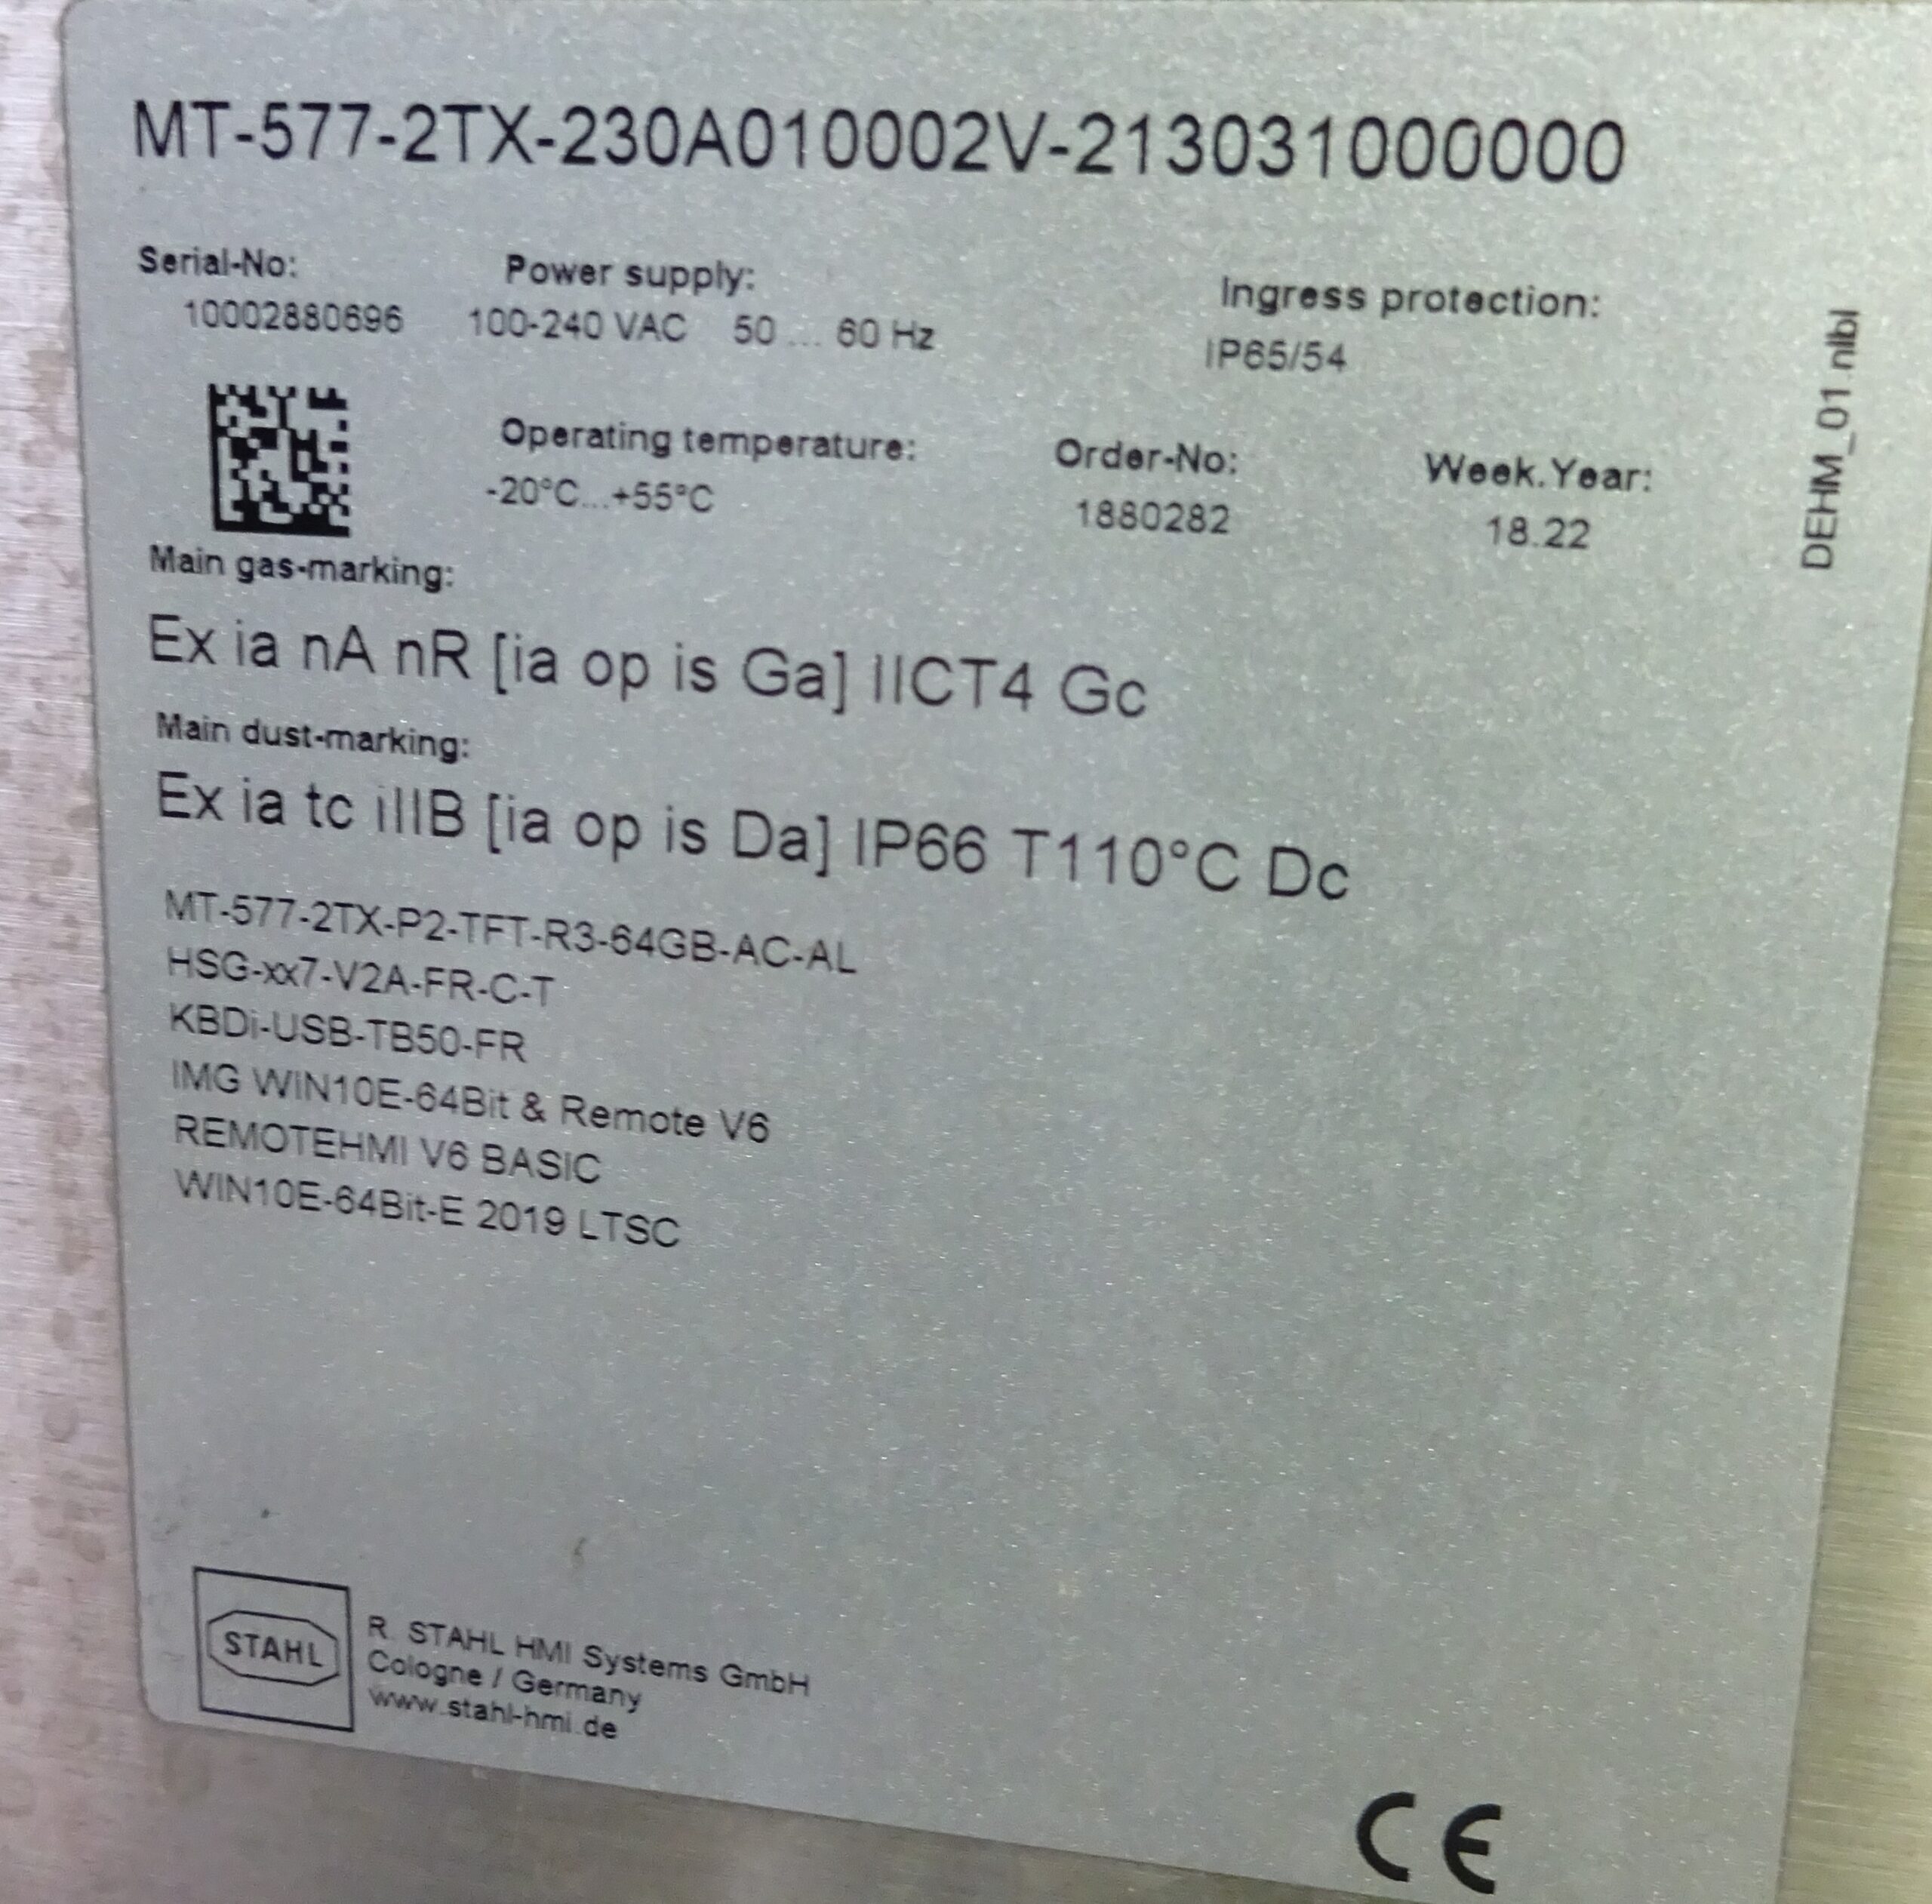 MT-577-2TX-230A010002V-213031000000
Serial-No: Power supply: Ingress protection:
10002880696 100-240 VAC 50 ... 60 Hz IP65/54
Operating temperature: Order-No: Week.Year:
-20°C...+55°C 1880282 18.22
DEHM_01.nlbl
Main gas-marking:
Ex ia nA nR [ia op is Ga] IICT4 Gc
Main dust-marking:
Ex ia tc iIIIB [ia op is Da] IP66 T110°C Dc
MT-577-2TX-P2-TFT-R3-64GB-AC-AL
HSG-xx7-V2A-FR-C-T
KBDi-USB-TB50-FR
IMG WIN10E-64Bit & Remote V6
REMOTEHMI V6 BASIC
WIN10E-64Bit-E 2019 LTSC
STAHL
R. STAHL HMI Systems GmbH
Cologne / Germany
www.stahl-hmi.de
CE